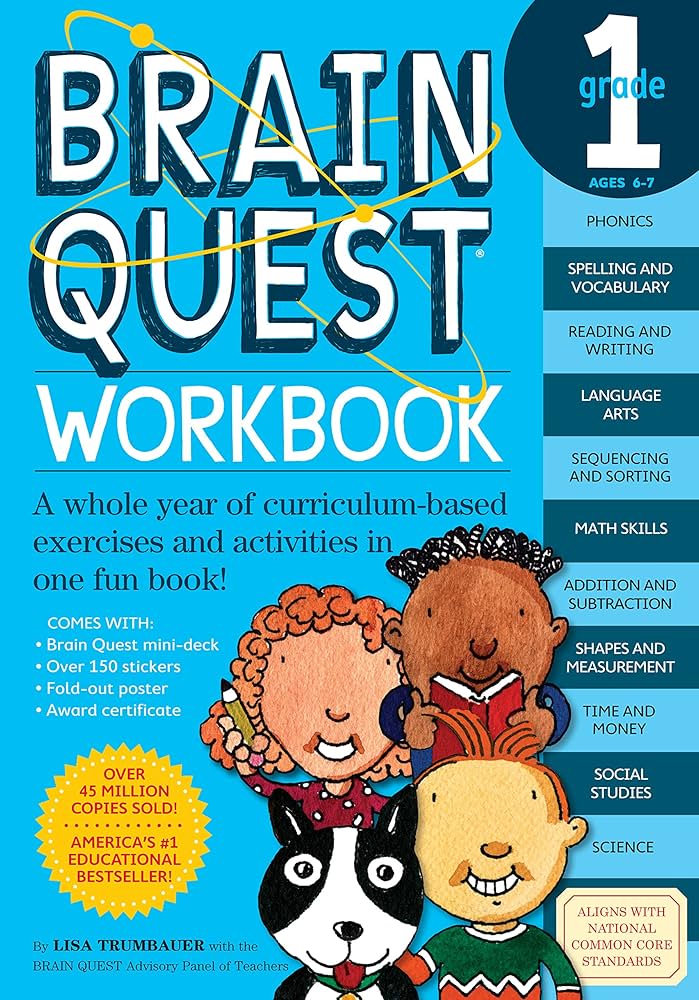 BRAIN
QUEST®
WORKBOOK
A whole year of curriculum-based
exercises and activities in
one fun book!
COMES WITH:
• Brain Quest mini-deck
• Over 150 stickers
• Fold-out poster
• Award certificate
OVER
45 MILLION
COPIES SOLD!
AMERICA'S #1
EDUCATIONAL
BESTSELLER!
By LISA TRUMBAUER with the
BRAIN QUEST Advisory Panel of Teachers
1
grade
AGES 6-7
PHONICS
SPELLING AND
VOCABULARY
READING AND
WRITING
LANGUAGE
ARTS
SEQUENCING
AND SORTING
MATH SKILLS
ADDITION AND
SUBTRACTION
SHAPES AND
MEASUREMENT
TIME AND
MONEY
SOCIAL
STUDIES
SCIENCE
ALIGNS WITH
NATIONAL
COMMON CORE
STANDARDS